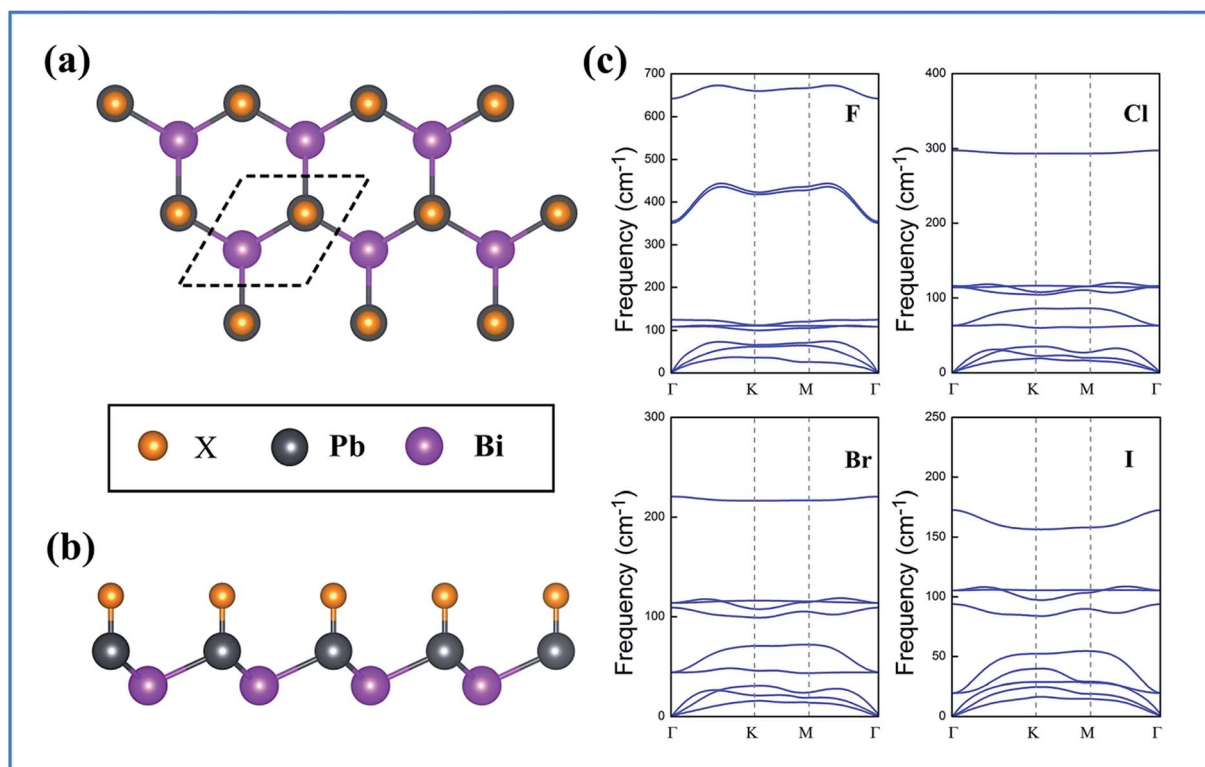 (a)
X
Pb
Bi
(b)
(c)
F
Frequency (cm⁻¹)
700
600
500
400
300
200
100
0
Γ K M Γ
Cl
Frequency (cm⁻¹)
400
300
200
100
0
Γ K M Γ
Br
Frequency (cm⁻¹)
300
200
100
0
Γ K M Γ
I
Frequency (cm⁻¹)
250
200
150
100
50
0
Γ K M Γ